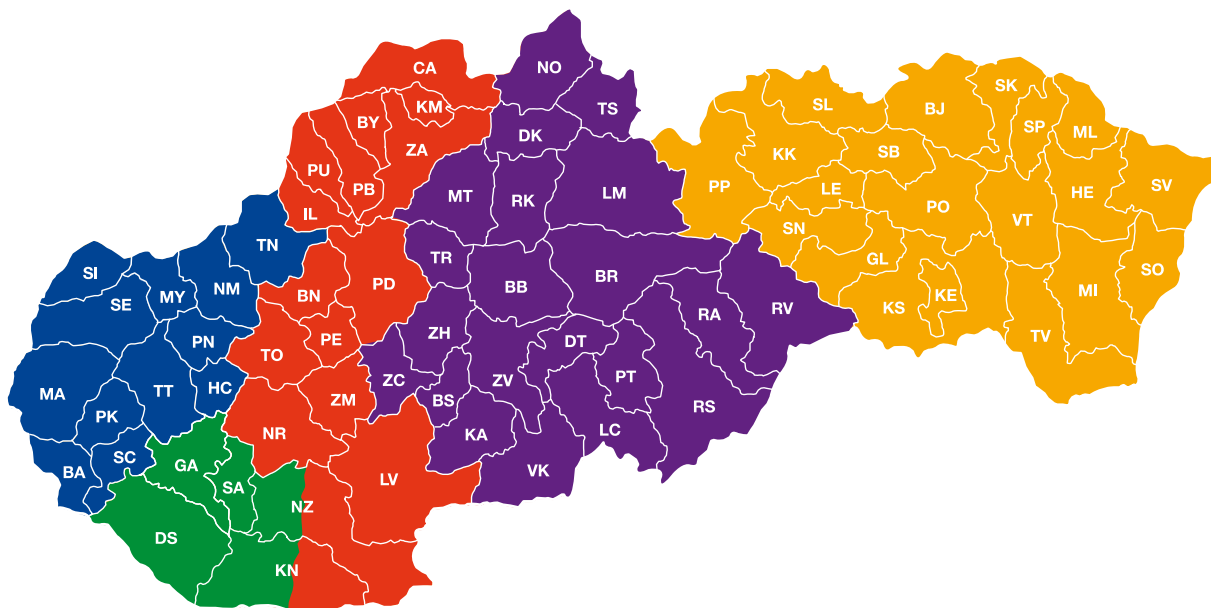 NO
CA
SK
TS
KM
SL
BJ
BY
SP
ML
DK
ZA
KK
SB
PU
PB
PP
LE
HE
SV
MT
RK
LM
PO
IL
VT
SN
TN
TR
GL
SI
BR
SO
NM
PD
BB
MI
MY
BN
KE
SE
KS
RA
RV
PN
PE
ZH
DT
TV
TO
ZC
ZV
PT
HC
MA
TT
ZM
BS
RS
PK
NR
KA
LC
SC
GA
BA
VK
LV
SA
NZ
DS
KN